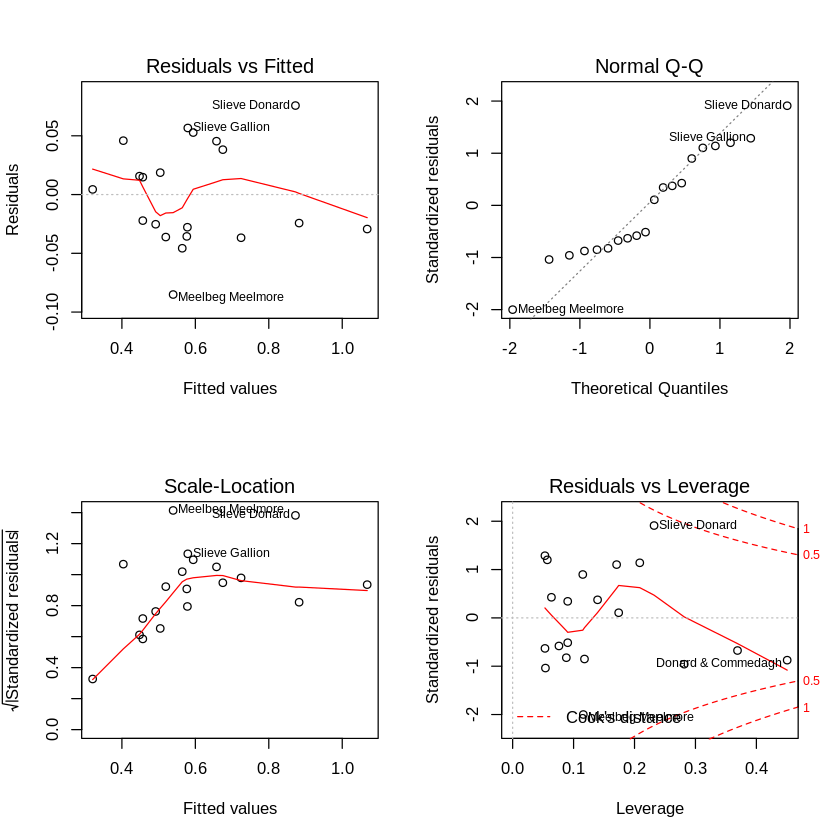 Residuals vs Fitted
Residuals
-0.10 -0.05 0.00 0.05
Slieve Donard
Slieve Gallion
Meelbeg Meelmore
0.4 0.6 0.8 1.0
Fitted values
Normal Q-Q
Standardized residuals
-2 -1 0 1 2
Slieve Donard
Slieve Gallion
Meelbeg Meelmore
-2 -1 0 1 2
Theoretical Quantiles
Scale-Location
√|Standardized residuals|
0.0 0.4 0.8 1.2
Meelbeg Meelmore
Slieve Donard
Slieve Gallion
0.4 0.6 0.8 1.0
Fitted values
Residuals vs Leverage
Standardized residuals
-2 -1 0 1 2
Slieve Donard
1
0.5
Donard & Commedagh
0.5
1
Cook's distance
Meelbeg Meelmore
0.0 0.1 0.2 0.3 0.4
Leverage